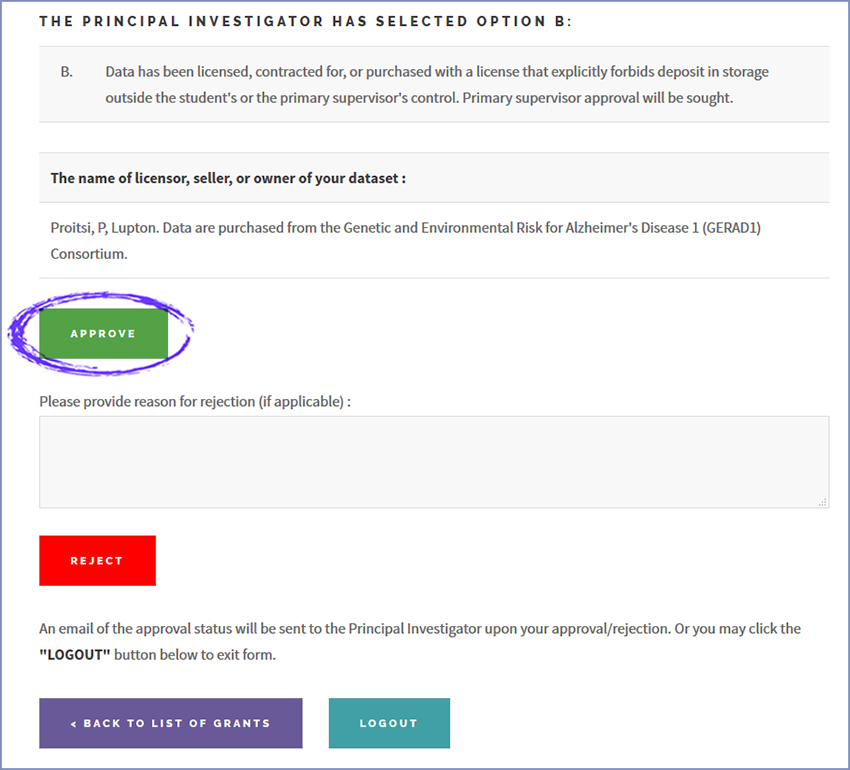 THE PRINCIPAL INVESTIGATOR HAS SELECTED OPTION B:
B. Data has been licensed, contracted for, or purchased with a license that explicitly forbids deposit in storage
outside the student's or the primary supervisor's control. Primary supervisor approval will be sought.
The name of licensor, seller, or owner of your dataset :
Proitsi, P, Lupton. Data are purchased from the Genetic and Environmental Risk for Alzheimer's Disease 1 (GERAD1)
Consortium.
APPROVE
Please provide reason for rejection (if applicable) :
REJECT
An email of the approval status will be sent to the Principal Investigator upon your approval/rejection. Or you may click the
"LOGOUT" button below to exit form.
< BACK TO LIST OF GRANTS LOGOUT